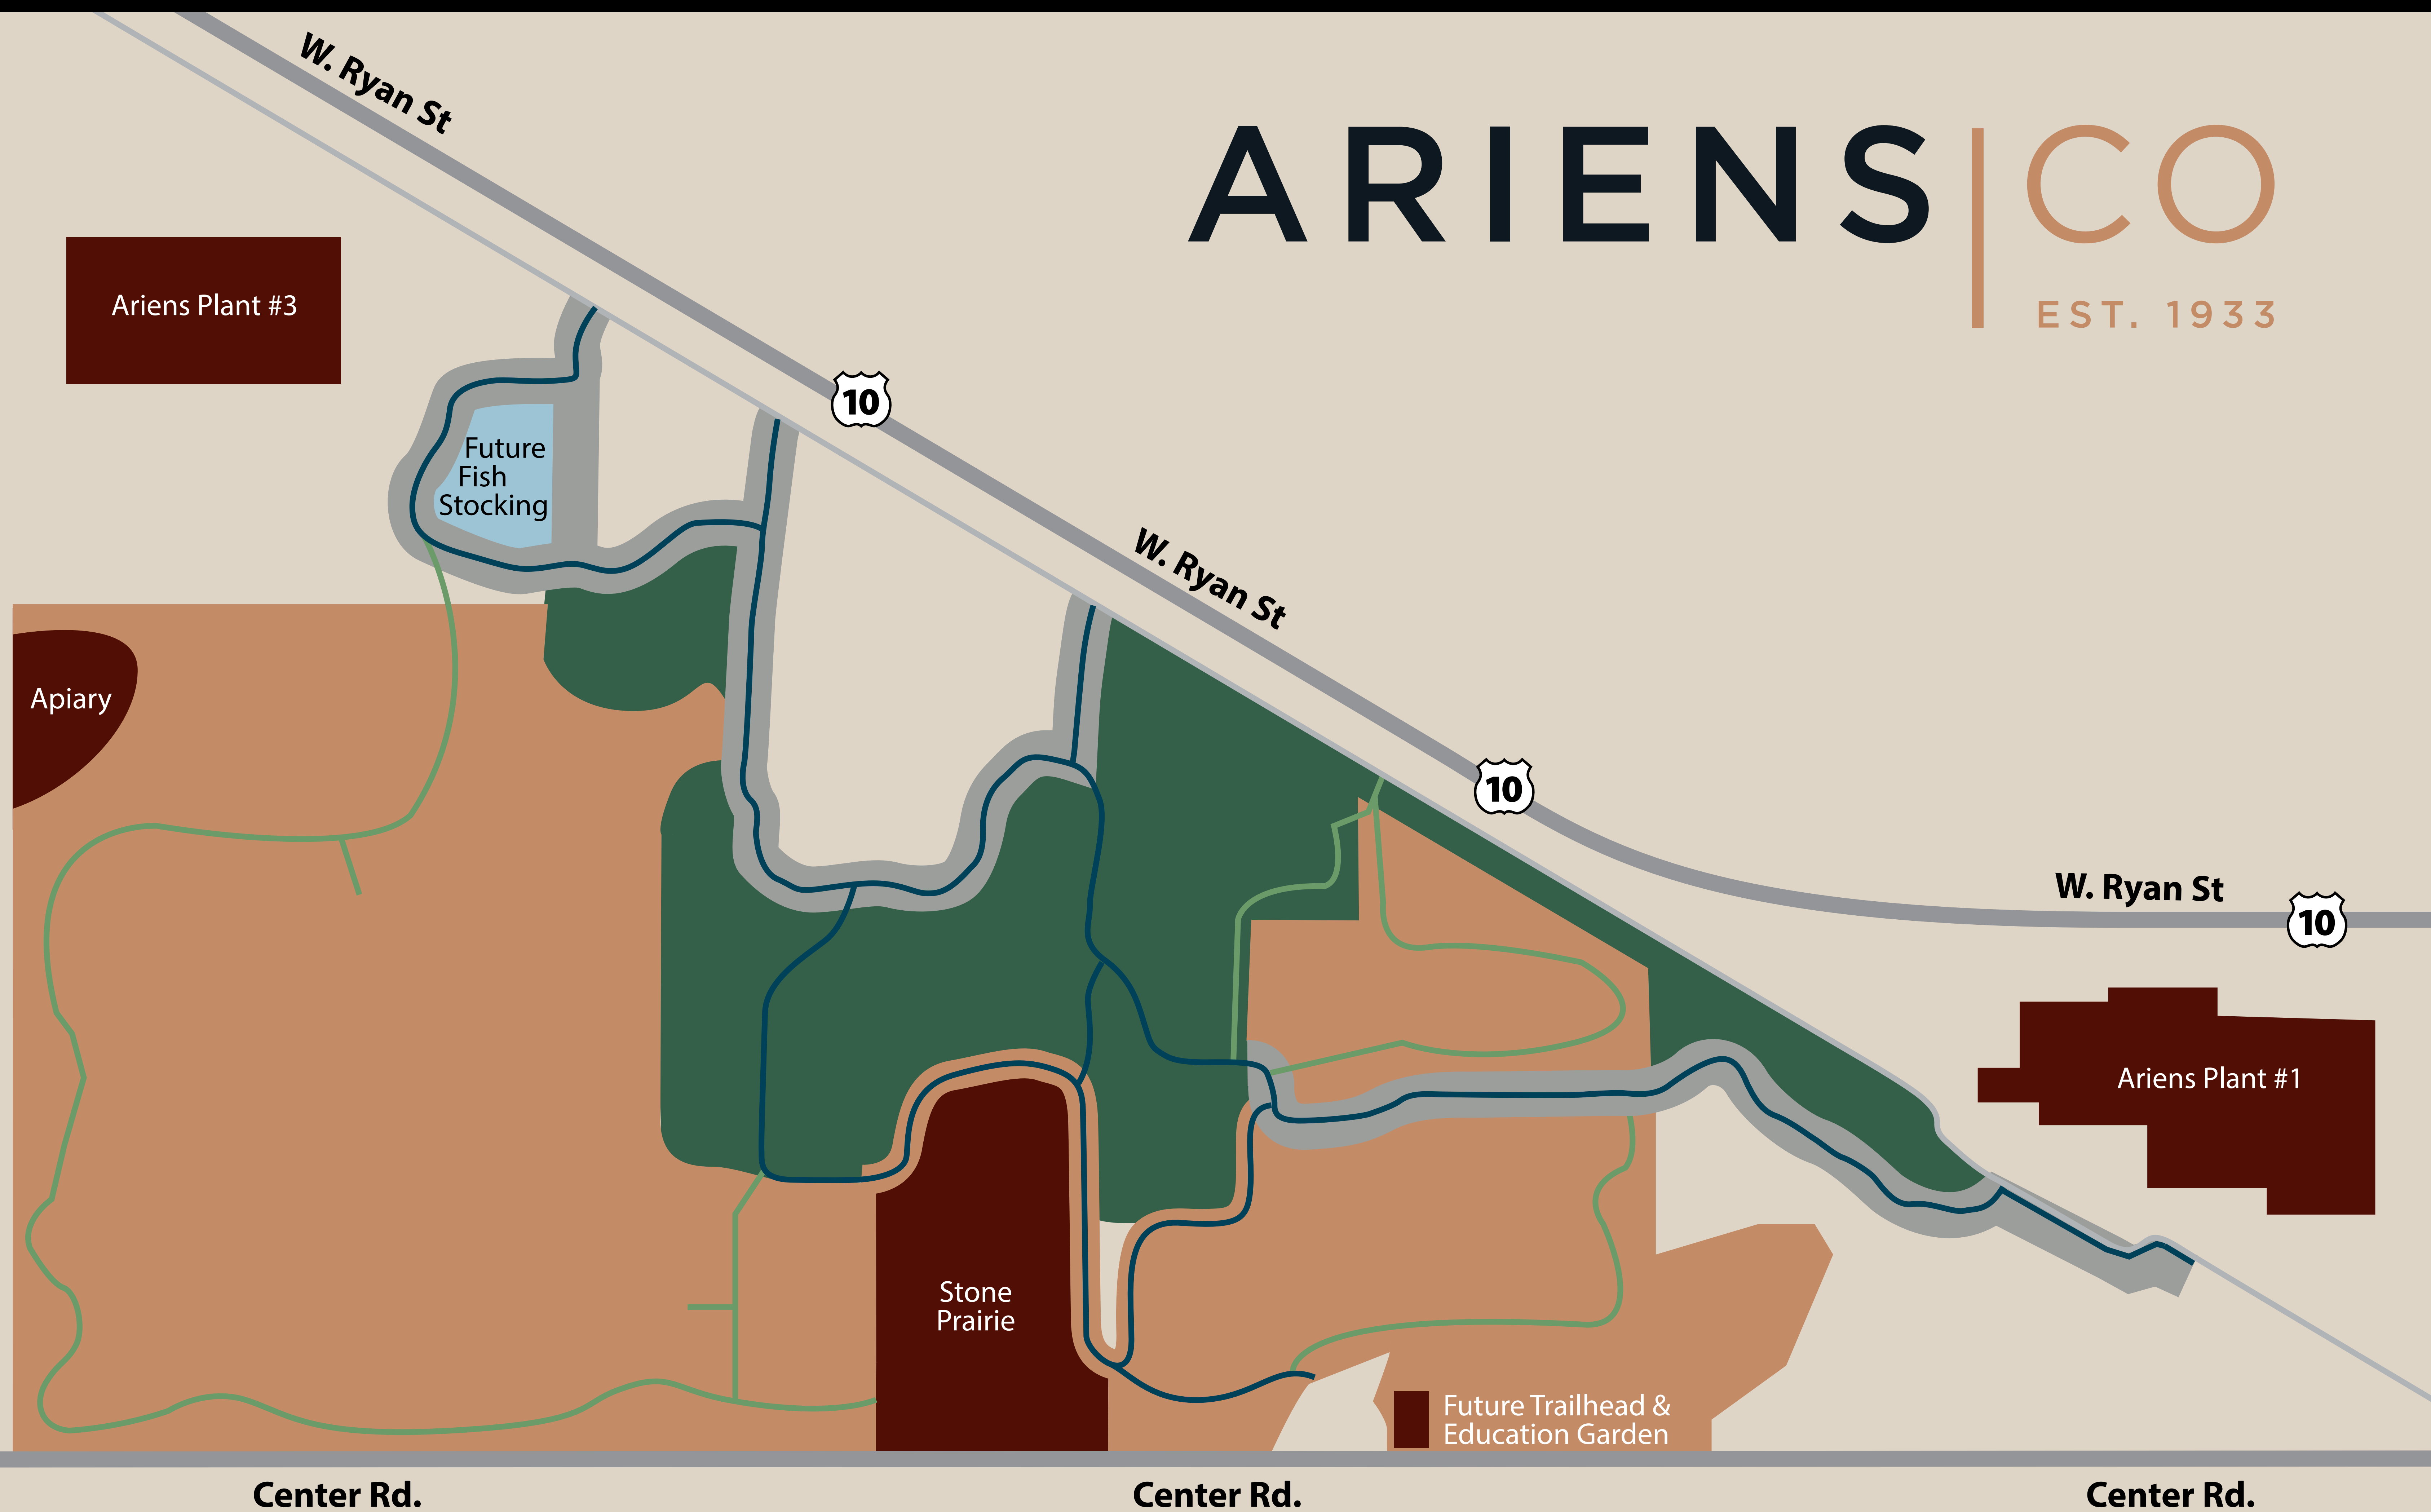 W. Ryan St
ARIENS CO
EST. 1933
Ariens Plant #3
10
Future
Fish
Stocking
W. Ryan St
Apiary
10
W. Ryan St
10
Ariens Plant #1
Stone
Prairie
Future Trailhead &
Education Garden
Center Rd.
Center Rd.
Center Rd.